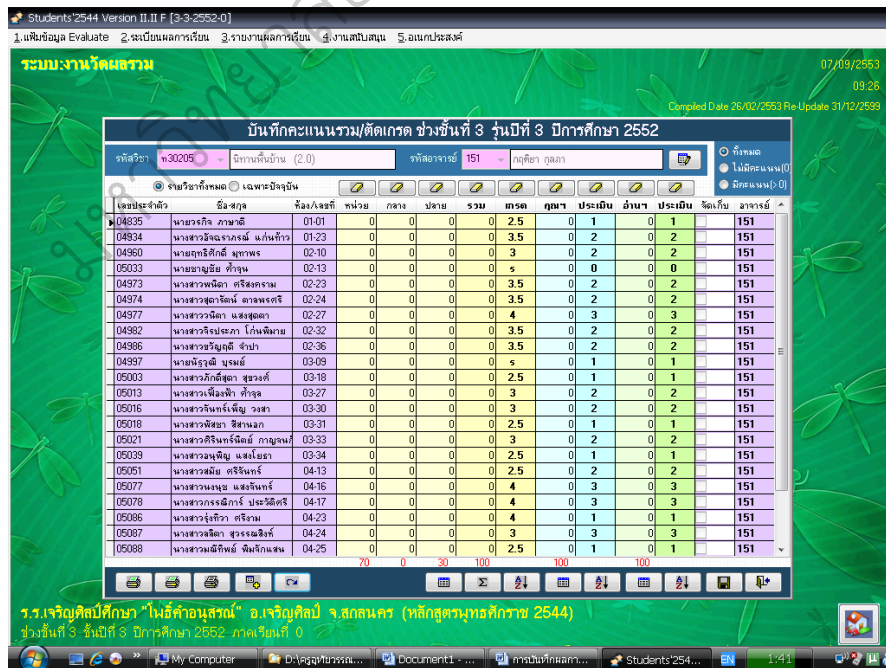 Students'2544 Version II.II F [3-3-2552-0]
1.แฟ้มข้อมูล Evaluate 2.ระเบียนผลการเรียน 3.รายงานผลการเรียน 4.งานสนับสนุน 5.อเนกประสงค์
ระบบ:งานวัดผลรวม
07/09/2553
09:26
Compiled Date 26/02/2553 Re-Update 31/12/2599
บันทึกคะแนนรวม/ตัดเกรด ช่วงชั้นที่ 3 รุ่นปีที่ 3 ปีการศึกษา 2552
รหัสวิชา ท30205 นิทานพื้นบ้าน (2.0) รหัสอาจารย์ 151 กฤติยา กุลภา
ทั้งหมด
ไม่มีคะแนน(0)
มีคะแนน(>0)
รายวิชาทั้งหมด เฉพาะปัจจุบัน
เลขประจำตัว ชื่อ-สกุล ห้อง/เลขที่ หน่วย กลาง ปลาย รวม เกรด คุณฯ ประเมิน อ่านฯ ประเมิน จัดเก็บ อาจารย์
04835 นายวรกิจ ภาษาดี 01-01 0 0 0 0 2.5 0 1 0 1 151
04934 นางสาวอัจฉราภรณ์ แก่นท้าว 01-23 0 0 0 0 3.5 0 2 0 2 151
04960 นายฤทธิศักดิ์ มุทาพร 02-10 0 0 0 0 3 0 2 0 2 151
05033 นายชาญชัย ค้ำจุน 02-13 0 0 0 0 ร 0 0 0 0 151
04973 นางสาวพนิดา ศรีสงคราม 02-23 0 0 0 0 3.5 0 2 0 2 151
04974 นางสาวสุดารัตน์ ตาลพรศรี 02-24 0 0 0 0 3.5 0 2 0 2 151
04977 นางสาววนิดา แสงสุดตา 02-27 0 0 0 0 4 0 3 0 3 151
04982 นางสาวจิรประภา โก่นพิมาย 02-32 0 0 0 0 3.5 0 2 0 2 151
04986 นางสาวขวัญฤดี จำปา 02-36 0 0 0 0 3.5 0 2 0 2 151
04997 นายณัฐวุฒิ บุรมย์ 03-09 0 0 0 0 ร 0 1 0 1 151
05003 นางสาวภักดิ์สุดา สุขวงศ์ 03-18 0 0 0 0 2.5 0 1 0 1 151
05013 นางสาวเฟื่องฟ้า ค้ำจุล 03-27 0 0 0 0 3 0 2 0 2 151
05016 นางสาวจันทร์เพ็ญ วงสา 03-30 0 0 0 0 3 0 2 0 2 151
05018 นางสาวพัสชา สีสานอก 03-31 0 0 0 0 2.5 0 1 0 1 151
05021 นางสาวศิรินทร์นิตย์ กาญจน 03-33 0 0 0 0 3 0 2 0 2 151
05039 นางสาวอนุพิญ แสงโยธา 03-34 0 0 0 0 2.5 0 1 0 1 151
05051 นางสาวสมัย ศรีจันทร์ 04-13 0 0 0 0 2.5 0 2 0 2 151
05077 นางสาวนงนุช แสงจันทร์ 04-16 0 0 0 0 4 0 3 0 3 151
05078 นางสาวกรรณิการ์ ประวัติศรี 04-17 0 0 0 0 4 0 3 0 3 151
05086 นางสาวรุ่งทิวา ศรีงาม 04-23 0 0 0 0 4 0 1 0 1 151
05087 นางสาวลลิตา สุวรรณสิงห์ 04-24 0 0 0 0 3 0 3 0 3 151
05088 นางสาวมณีทิพย์ พิมจักแสน 04-25 0 0 0 0 2.5 0 1 0 1 151
70 0 30 100 100 100
ร.ร.เจริญศิลป์ศึกษา "โพธิ์คำอนุสรณ์" อ.เจริญศิลป์ จ.สกลนคร (หลักสูตรพุทธศักราช 2544)
ช่วงชั้นที่ 3 ชั้นปีที่ 3 ปีการศึกษา 2552 ภาคเรียนที่ 0
My Computer D:\ครูอุทัยวรรณ... Document1 - ... การบันทึกผลกา... Students'254... EN 1:41